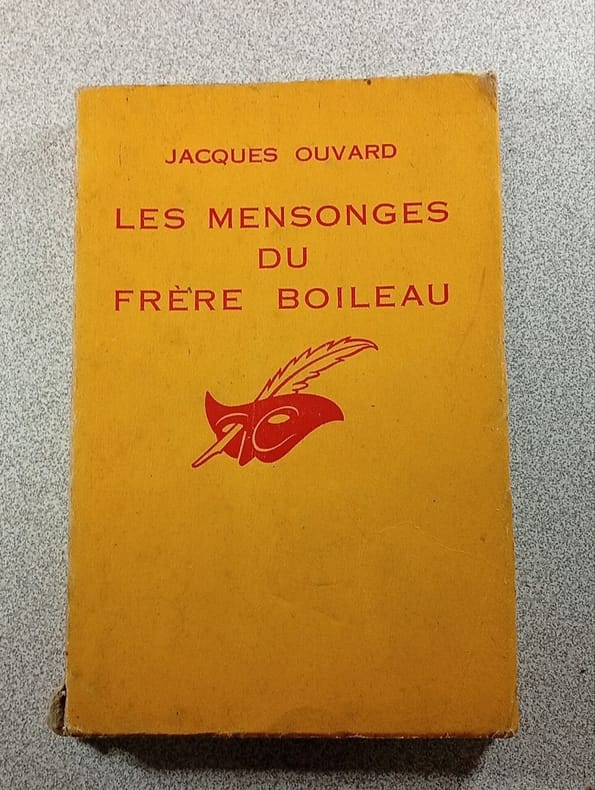 JACQUES OUVARD
LES MENSONGES
DU
FRÈRE BOILEAU